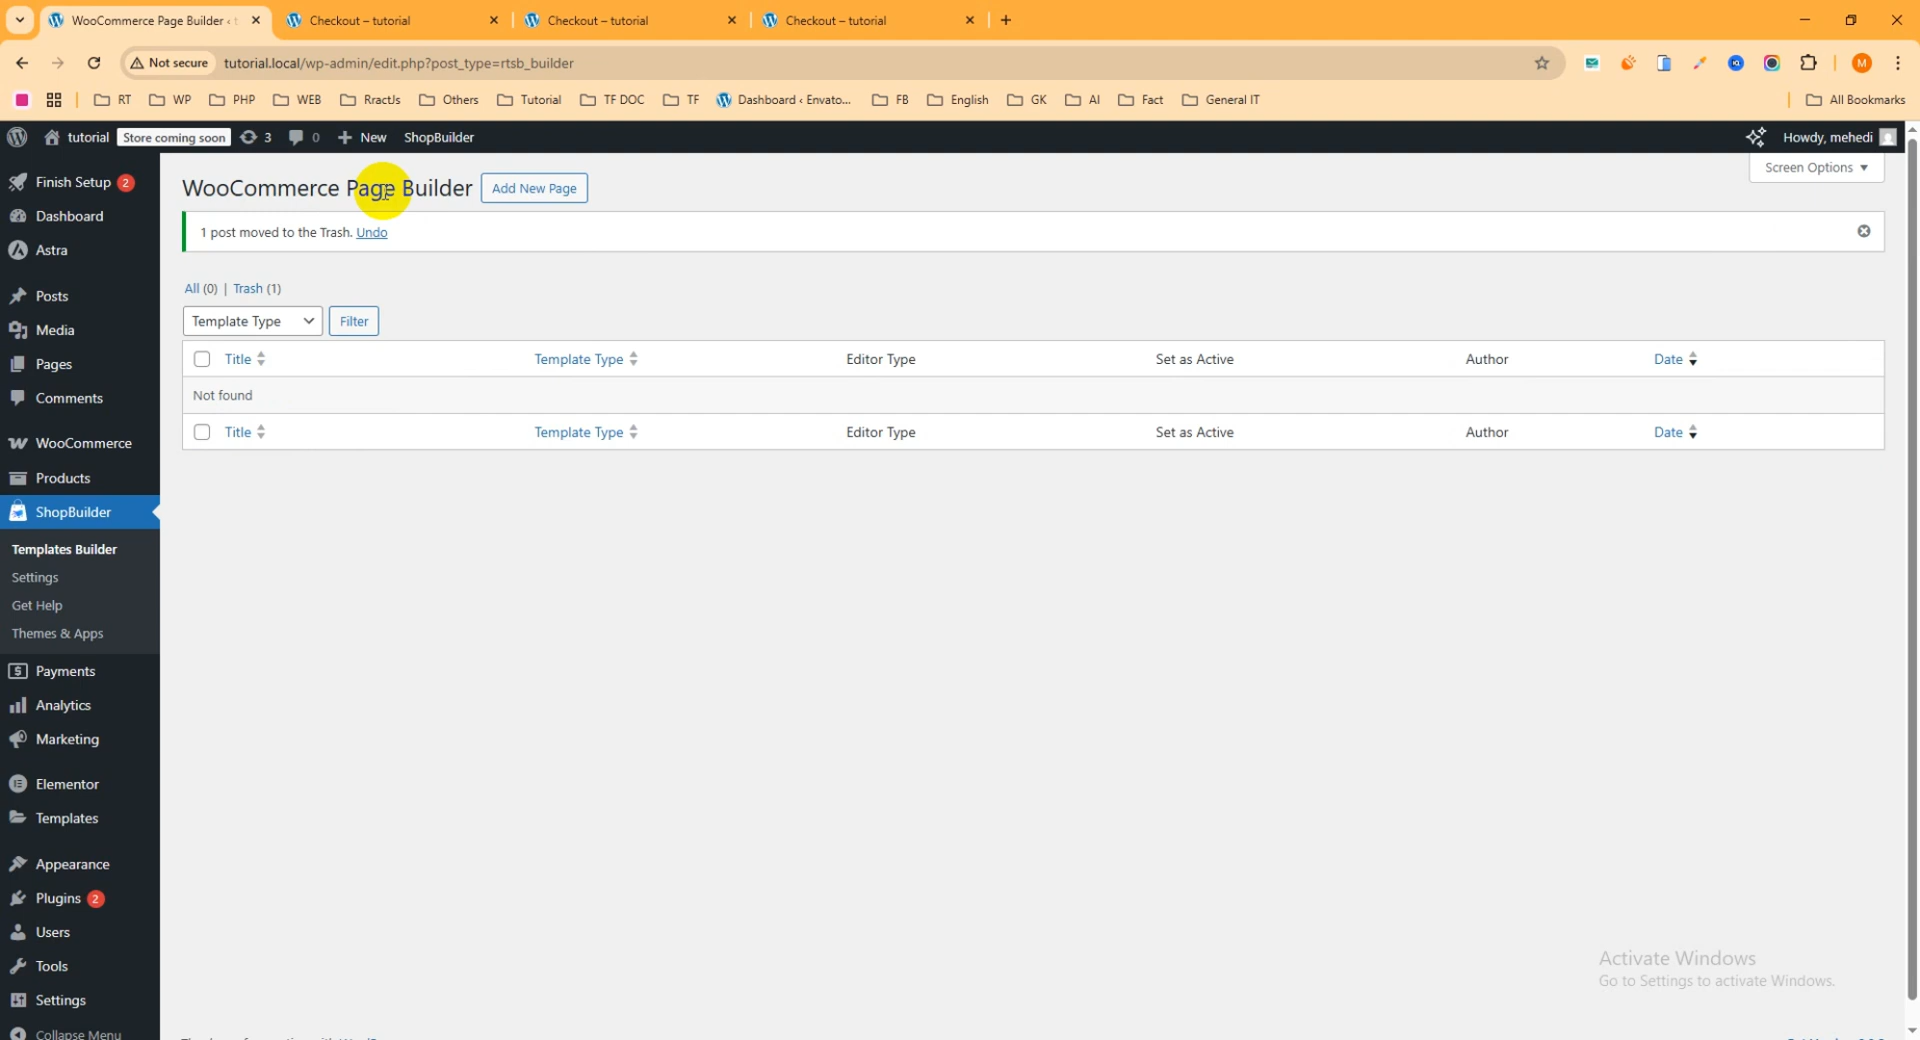 WooCommerce Page Builder ‹ t
Checkout – tutorial
Checkout – tutorial
Checkout – tutorial
Not secure
tutorial.local/wp-admin/edit.php?post_type=rtsb_builder
M
RT
WP
PHP
WEB
RractJs
Others
Tutorial
TF DOC
TF
Dashboard ‹ Envato...
FB
English
GK
AI
Fact
General IT
All Bookmarks
tutorial
Store coming soon
3
0
New
ShopBuilder
Howdy, mehedi
Finish Setup 2
Dashboard
Astra
Posts
Media
Pages
Comments
WooCommerce
Products
ShopBuilder
Templates Builder
Settings
Get Help
Themes & Apps
Payments
Analytics
Marketing
Elementor
Templates
Appearance
Plugins 2
Users
Tools
Settings
Collapse Menu
WooCommerce Page Builder
Add New Page
Screen Options
1 post moved to the Trash. Undo
All (0) | Trash (1)
Template Type
Filter
Title Template Type Editor Type Set as Active Author Date
Not found
Title Template Type Editor Type Set as Active Author Date
Activate Windows
Go to Settings to activate Windows.